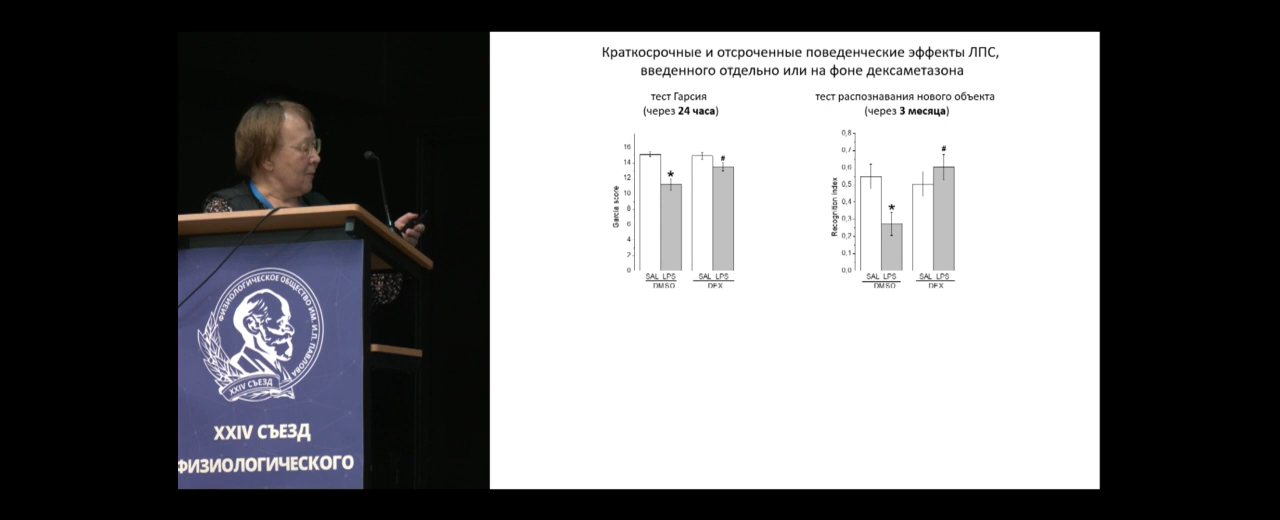 Краткосрочные и отсроченные поведенческие эффекты ЛПС,
введенного отдельно или на фоне дексаметазона
тест Гарсия
(через 24 часа)
Garcia score
16
14
12
10
8
6
4
2
0
*
#
SAL LPS SAL LPS
DMSO DEX
тест распознавания нового объекта
(через 3 месяца)
Recognition index
0,8
0,7
0,6
0,5
0,4
0,3
0,2
0,1
0,0
*
#
SAL LPS SAL LPS
DMSO DEX
ФИЗИОЛОГИЧЕСКОЕ ОБЩЕСТВО ИМ. И.П. ПАВЛОВА
XXIV СЪЕЗД
XXIV СЪЕЗД
ФИЗИОЛОГИЧЕСКОГО